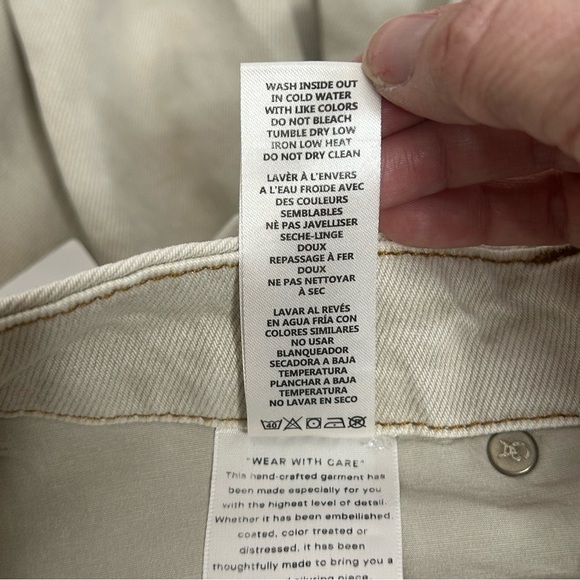 WASH INSIDE OUT
IN COLD WATER
WITH LIKE COLORS
DO NOT BLEACH
TUMBLE DRY LOW
IRON LOW HEAT
DO NOT DRY CLEAN
LAVÈR À L'ENVERS
A L'EAU FROIDE AVEC
DES COULEURS
SEMBLABLES
NÈ PAS JAVELLISER
SECHE-LINGE
DOUX
REPASSAGE À FER
DOUX
NE PAS NETTOYAR
À SEC
LAVAR AL REVÉS
EN AGUA FRÍA CON
COLORES SIMILARES
NO USAR
BLANQUEADOR
SECADORA A BAJA
TEMPERATURA
PLANCHAR A BAJA
TEMPERATURA
NO LAVAR EN SECO
40
"WEAR WITH CARE"
This hand-crafted garment has
been made especially for you
with the highest level of detail.
Whether it has been embellished,
coated, color treated or
distressed, it has been
thoughtfully made to bring you a
piece